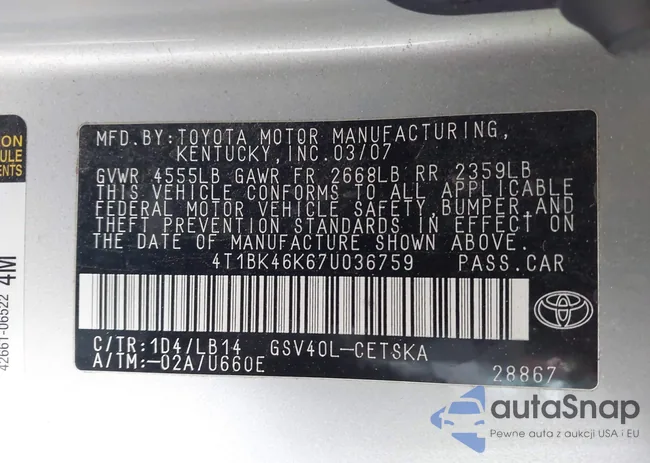 MFD.BY:TOYOTA MOTOR MANUFACTURING,
KENTUCKY,INC.03/07
GVWR 4555LB GAWR FR 2668LB RR 2359LB
THIS VEHICLE CONFORMS TO ALL APPLICABLE
FEDERAL MOTOR VEHICLE SAFETY,BUMPER,AND
THEFT PREVENTION STANDARDS IN EFFECT ON
THE DATE OF MANUFACTURE SHOWN ABOVE.
4T1BK46K67U036759 PASS.CAR
C/TR:1D4/LB14 GSV40L-CETSKA
A/TM:-02A/U660E
28867
42661-06522 4M
autaSnap
Pewne auta z aukcji USA i EU